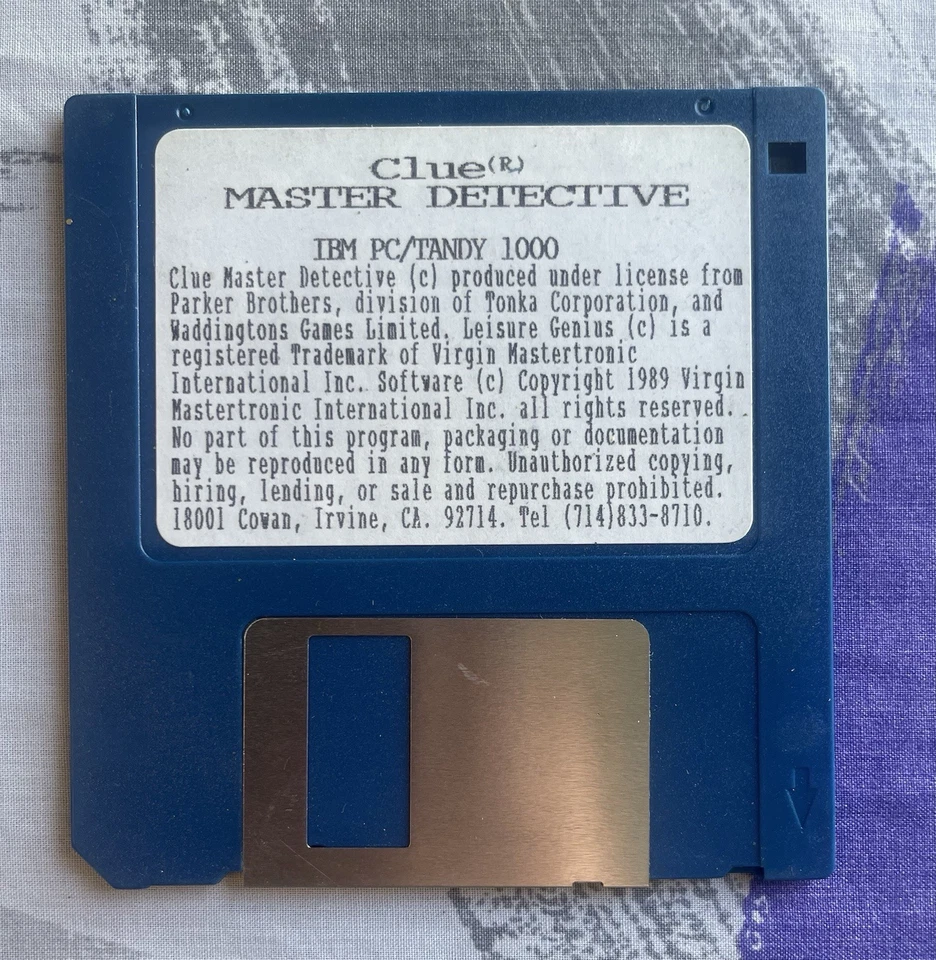 Clue(R)
MASTER DETECTIVE
IBM PC/TANDY 1000
Clue Master Detective (c) produced under license from
Parker Brothers, division of Tonka Corporation, and
Waddingtons Games Limited. Leisure Genius (c) is a
registered Trademark of Virgin Mastertronic
International Inc. Software (c) Copyright 1989 Virgin
Mastertronic International Inc. all rights reserved.
No part of this program, packaging or documentation
may be reproduced in any form. Unauthorized copying,
hiring, lending, or sale and repurchase prohibited.
18001 Cowan, Irvine, CA. 92714. Tel (714)833-8710.